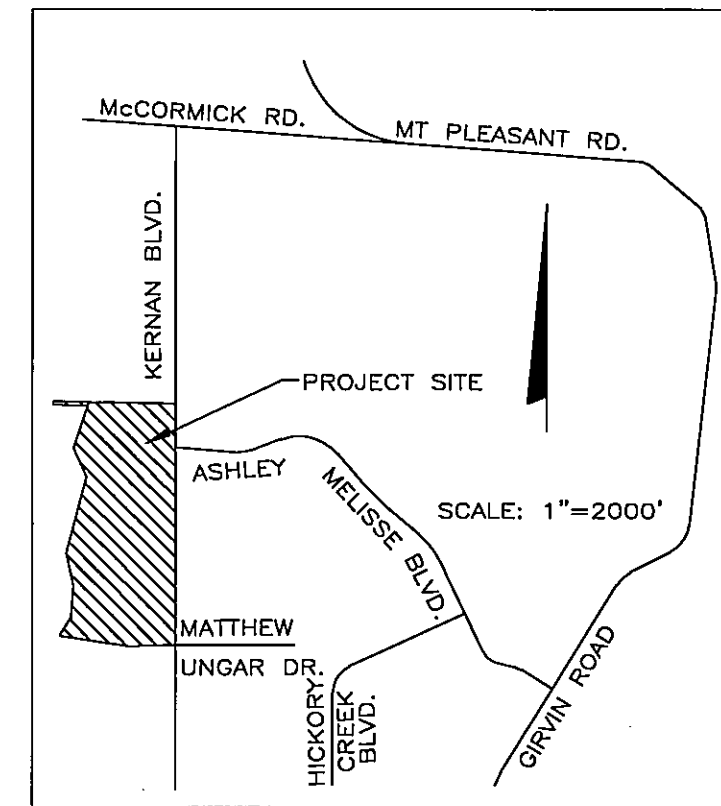 McCORMICK RD.
MT PLEASANT RD.
KERNAN BLVD.
PROJECT SITE
ASHLEY
MELISSE BLVD.
SCALE: 1"=2000'
MATTHEW
UNGAR DR.
HICKORY
CREEK
BLVD.
GIRVIN ROAD